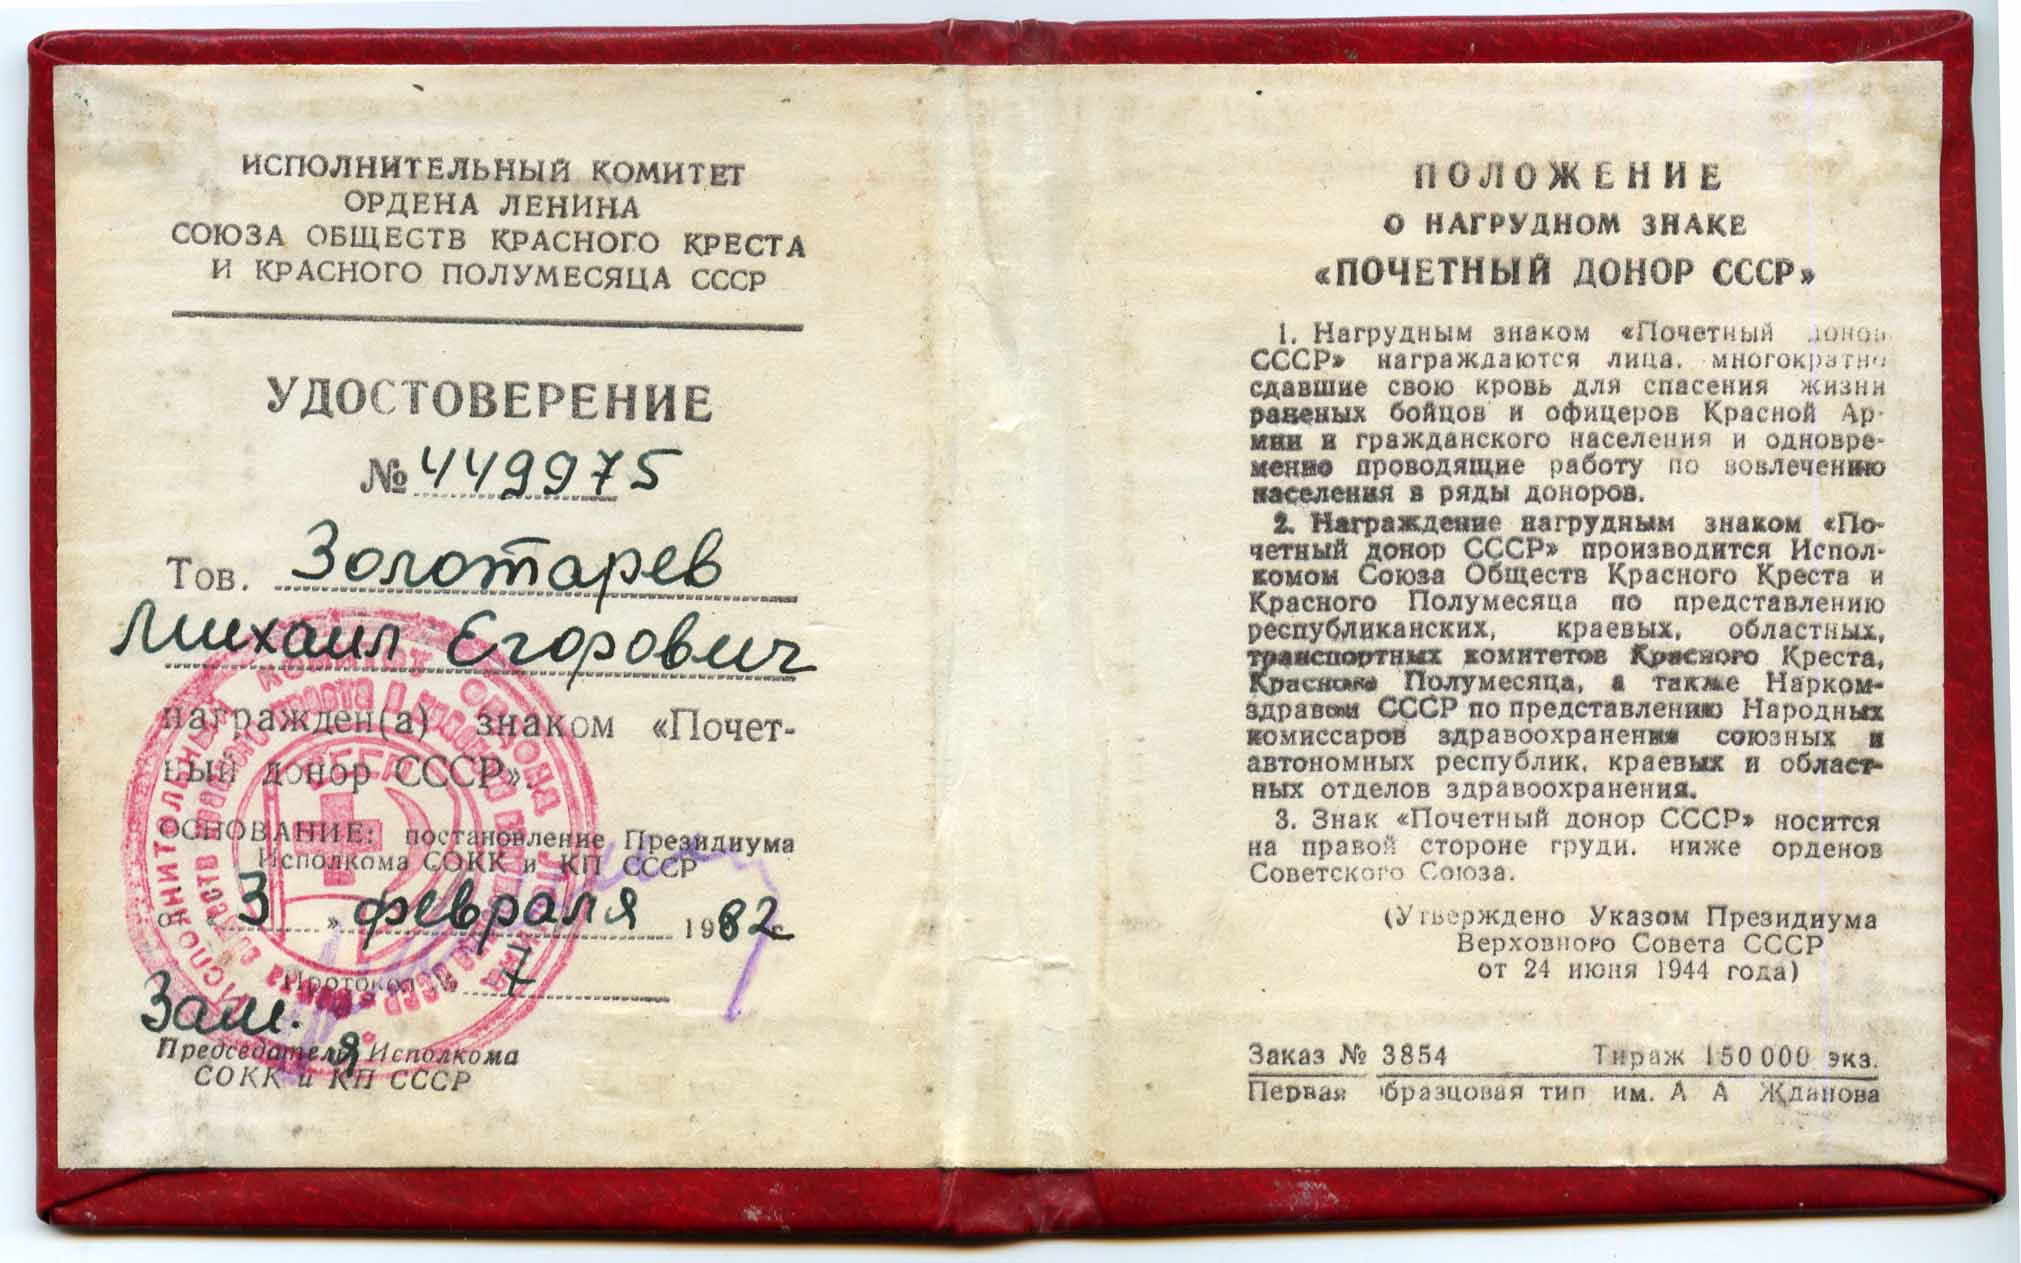 ИСПОЛНИТЕЛЬНЫЙ КОМИТЕТ
ОРДЕНА ЛЕНИНА
СОЮЗА ОБЩЕСТВ КРАСНОГО КРЕСТА
И КРАСНОГО ПОЛУМЕСЯЦА СССР
УДОСТОВЕРЕНИЕ
№ 449975
Тов. Золотарев
Михаил Егорович
награжден(а) знаком «Почет-
ный донор СССР».
ОСНОВАНИЕ: постановление Президиума
Исполкома СОКК и КП СССР
от « 3 » февраля 1982 г.
Протокол № 7
Зам.
Председателя Исполкома
СОКК и КП СССР
ПОЛОЖЕНИЕ
О НАГРУДНОМ ЗНАКЕ
«ПОЧЕТНЫЙ ДОНОР СССР»
1. Нагрудным знаком «Почетный донор
СССР» награждаются лица, многократно
сдавшие свою кровь для спасения жизни
раненых бойцов и офицеров Красной Ар-
мии и гражданского населения и одновре-
менно проводящие работу по вовлечению
населения в ряды доноров.
2. Награждение нагрудным знаком «По-
четный донор СССР» производится Испол-
комом Союза Обществ Красного Креста и
Красного Полумесяца по представлению
республиканских, краевых, областных,
транспортных комитетов Красного Креста,
Красного Полумесяца, а также Нарком-
здравом СССР по представлению Народных
комиссаров здравоохранения союзных и
автономных республик, краевых и област-
ных отделов здравоохранения.
3. Знак «Почетный донор СССР» носится
на правой стороне груди, ниже орденов
Советского Союза.
(Утверждено Указом Президиума
Верховного Совета СССР
от 24 июня 1944 года)
Заказ № 3854 Тираж 150 000 экз.
Первая Образцовая тип им. А А Жданова